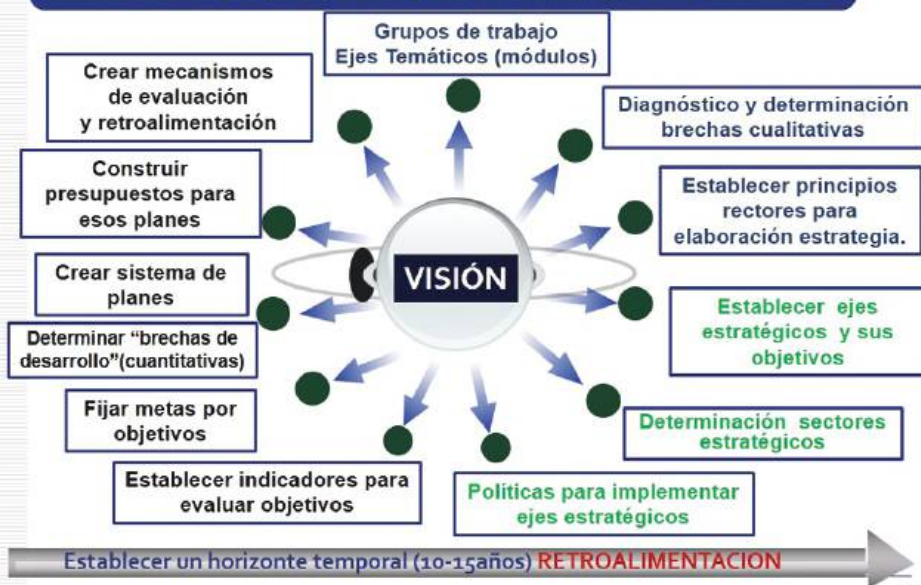 Grupos de trabajo
Ejes Temáticos (módulos)
Diagnóstico y determinación
brechas cualitativas
Establecer principios
rectores para
elaboración estrategia.
Establecer ejes
estratégicos y sus
objetivos
Determinación sectores
estratégicos
Políticas para implementar
ejes estratégicos
Establecer indicadores para
evaluar objetivos
Fijar metas por
objetivos
Determinar “brechas de
desarrollo”(cuantitativas)
Crear sistema de
planes
Construir
presupuestos para
esos planes
Crear mecanismos
de evaluación
y retroalimentación
VISIÓN
Establecer un horizonte temporal (10-15años) RETROALIMENTACION